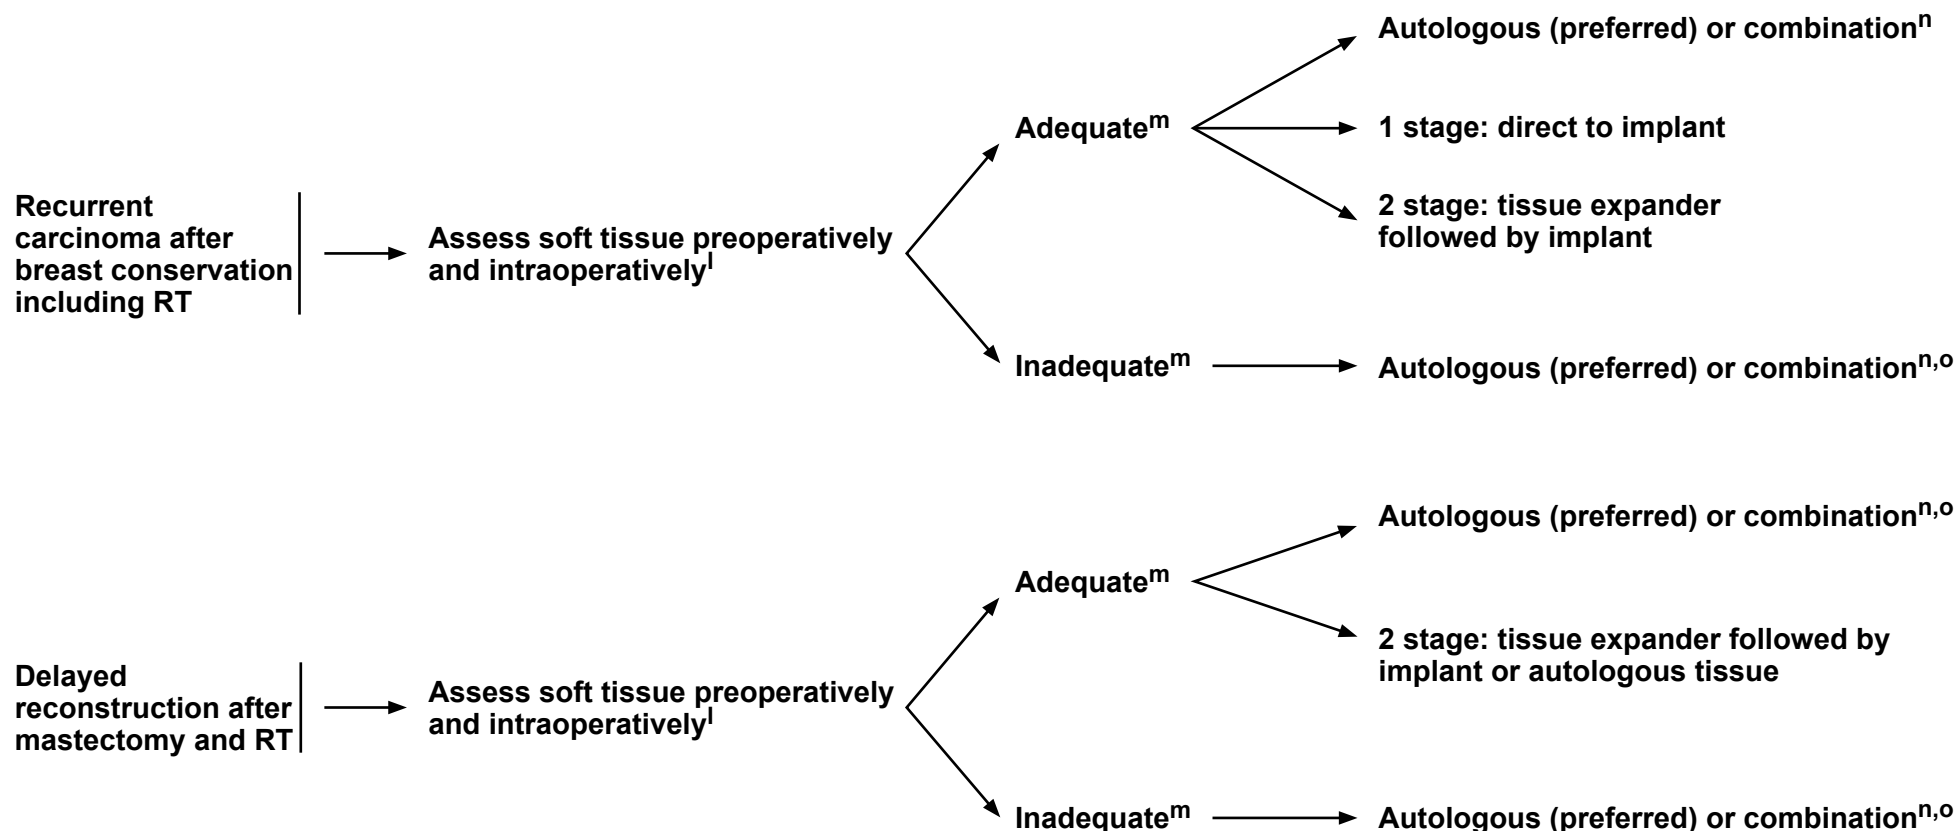 Recurrent
carcinoma after
breast conservation
including RT
Assess soft tissue preoperatively
and intraoperativelyˡ
Adequateᵐ
Autologous (preferred) or combinationⁿ
1 stage: direct to implant
2 stage: tissue expander
followed by implant
Inadequateᵐ
Autologous (preferred) or combinationⁿ,ᵒ
Delayed
reconstruction after
mastectomy and RT
Assess soft tissue preoperatively
and intraoperativelyˡ
Adequateᵐ
Autologous (preferred) or combinationⁿ,ᵒ
2 stage: tissue expander followed by
implant or autologous tissue
Inadequateᵐ
Autologous (preferred) or combinationⁿ,ᵒ